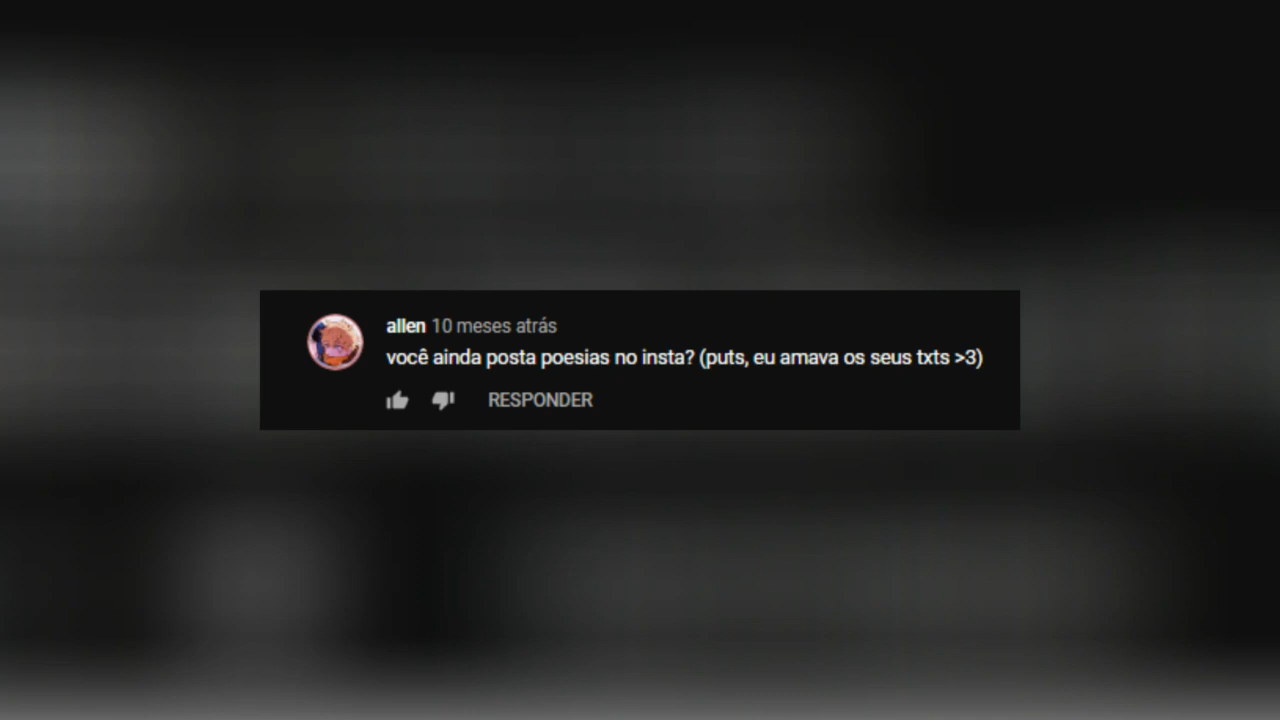 allen 10 meses atrás
você ainda posta poesias no insta? (puts, eu amava os seus txts >3)
RESPONDER